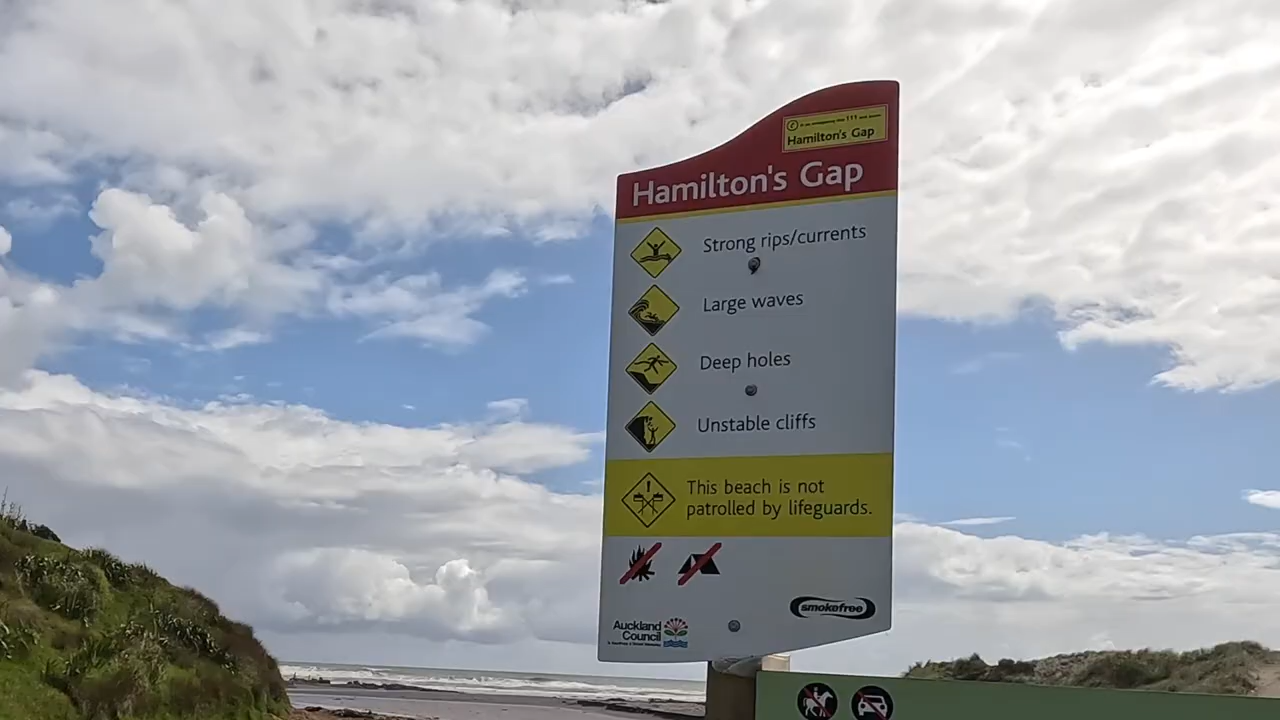 Hamilton's Gap
Hamilton's Gap
Strong rips/currents
Large waves
Deep holes
Unstable cliffs
This beach is not
patrolled by lifeguards.
smokefree
Auckland
Council